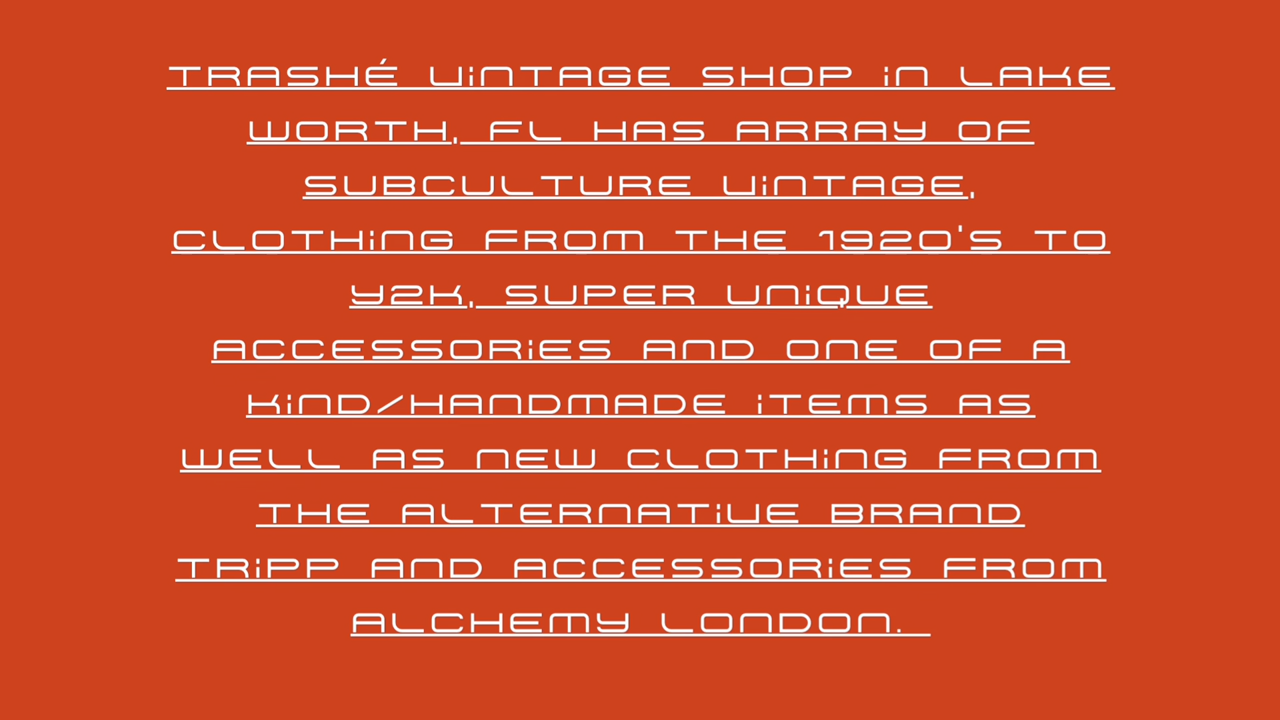 TRASHÉ ViNTAGE SHOP iN LAKE
WORTH, FL HAS ARRAY OF
SUBCULTURE ViNTAGE,
CLOTHiNG FROM THE 1920'S TO
Y2K, SUPER UNiQUE
ACCESSORiES AND ONE OF A
KiND/HANDMADE iTEMS AS
WELL AS NEW CLOTHiNG FROM
THE ALTERNATiVE BRAND
TRiPP AND ACCESSORiES FROM
ALCHEMY LONDON.